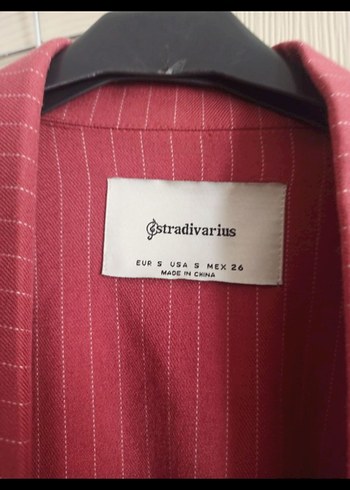 stradivarius
EUR S USA S MEX 26
MADE IN CHINA